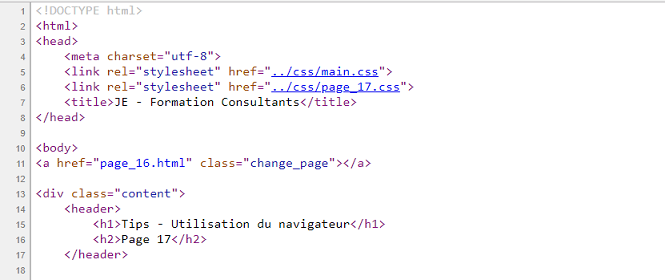 1 <!DOCTYPE html>
2 <html>
3 <head>
4     <meta charset="utf-8">
5     <link rel="stylesheet" href="../css/main.css">
6     <link rel="stylesheet" href="../css/page_17.css">
7     <title>JE - Formation Consultants</title>
8 </head>
9
10 <body>
11 <a href="page_16.html" class="change_page"></a>
12
13 <div class="content">
14     <header>
15         <h1>Tips - Utilisation du navigateur</h1>
16         <h2>Page 17</h2>
17     </header>
18